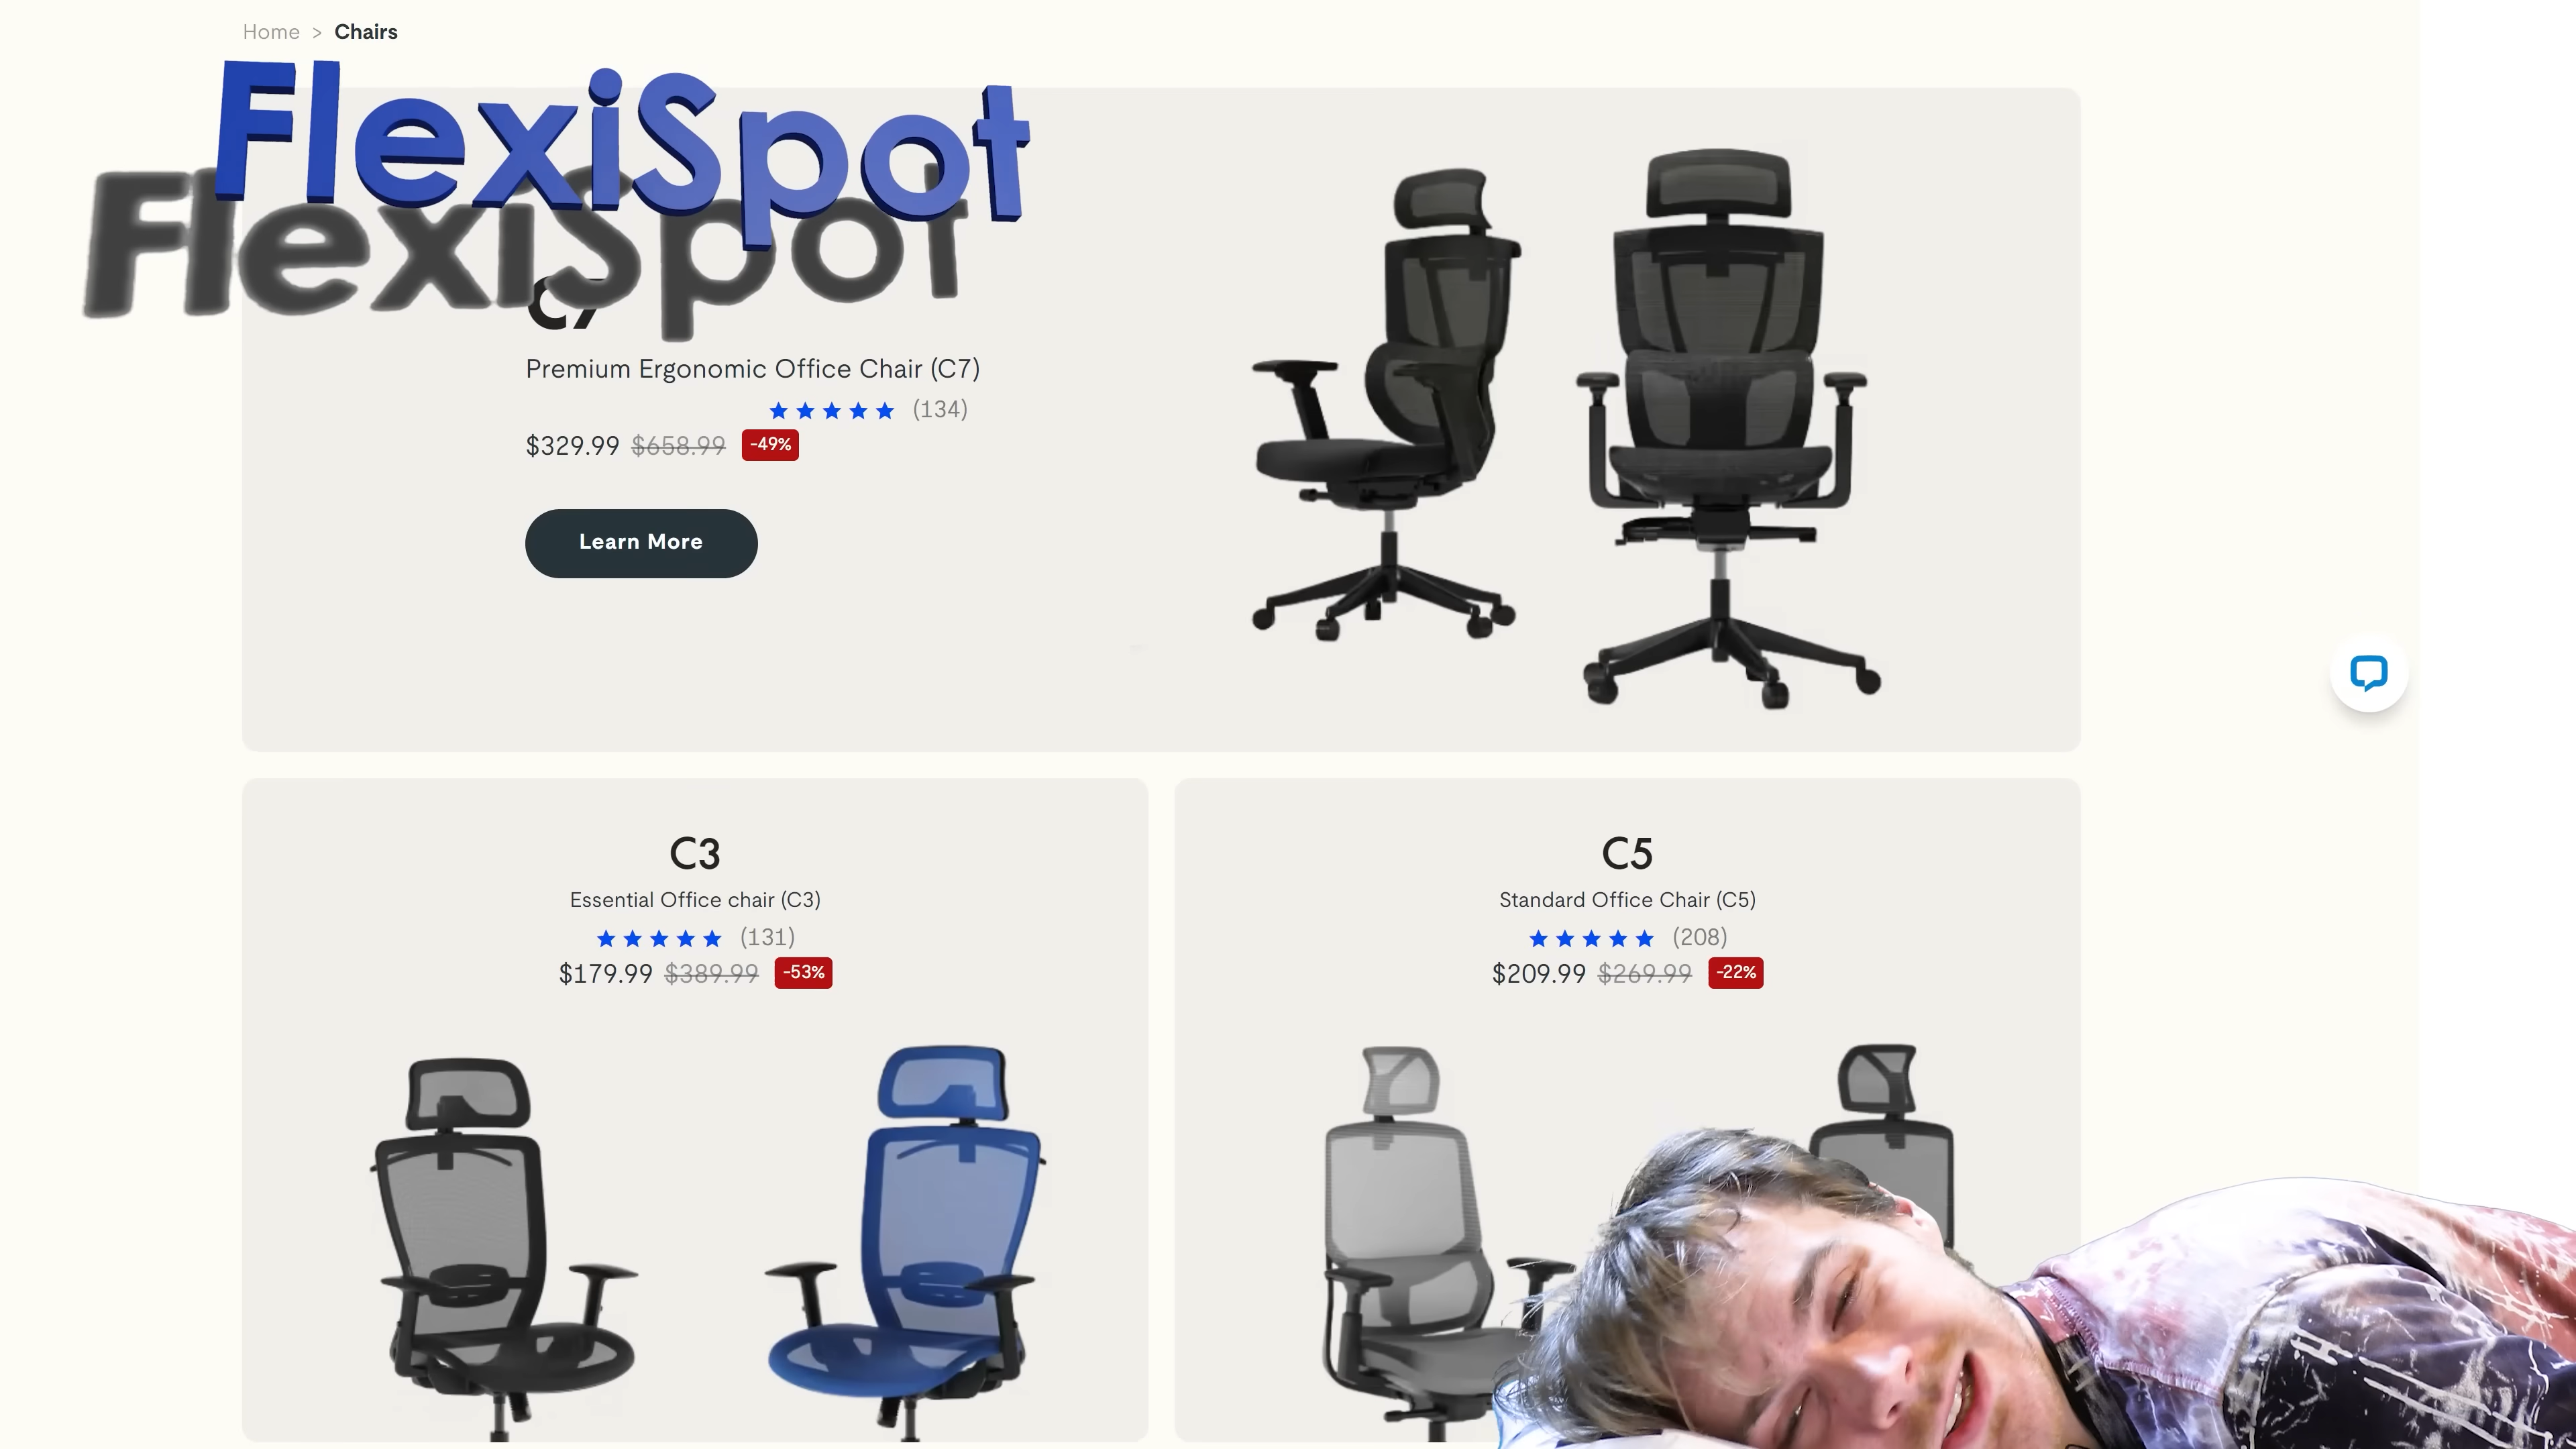 Home > Chairs
FlexiSpot
FlexiSpot
C7
Premium Ergonomic Office Chair (C7)
(134)
$329.99 $658.99 -49%
Learn More
C3
Essential Office chair (C3)
(131)
$179.99 $389.99 -53%
C5
Standard Office Chair (C5)
(208)
$209.99 $269.99 -22%